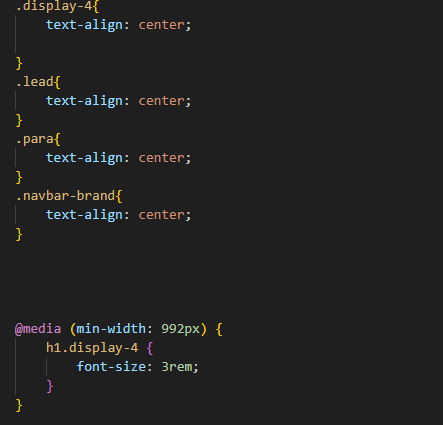 .display-4{
    text-align: center;

}
.lead{
    text-align: center;
}
.para{
    text-align: center;
}
.navbar-brand{
    text-align: center;
}




@media (min-width: 992px) {
    h1.display-4 {
        font-size: 3rem;
    }
}